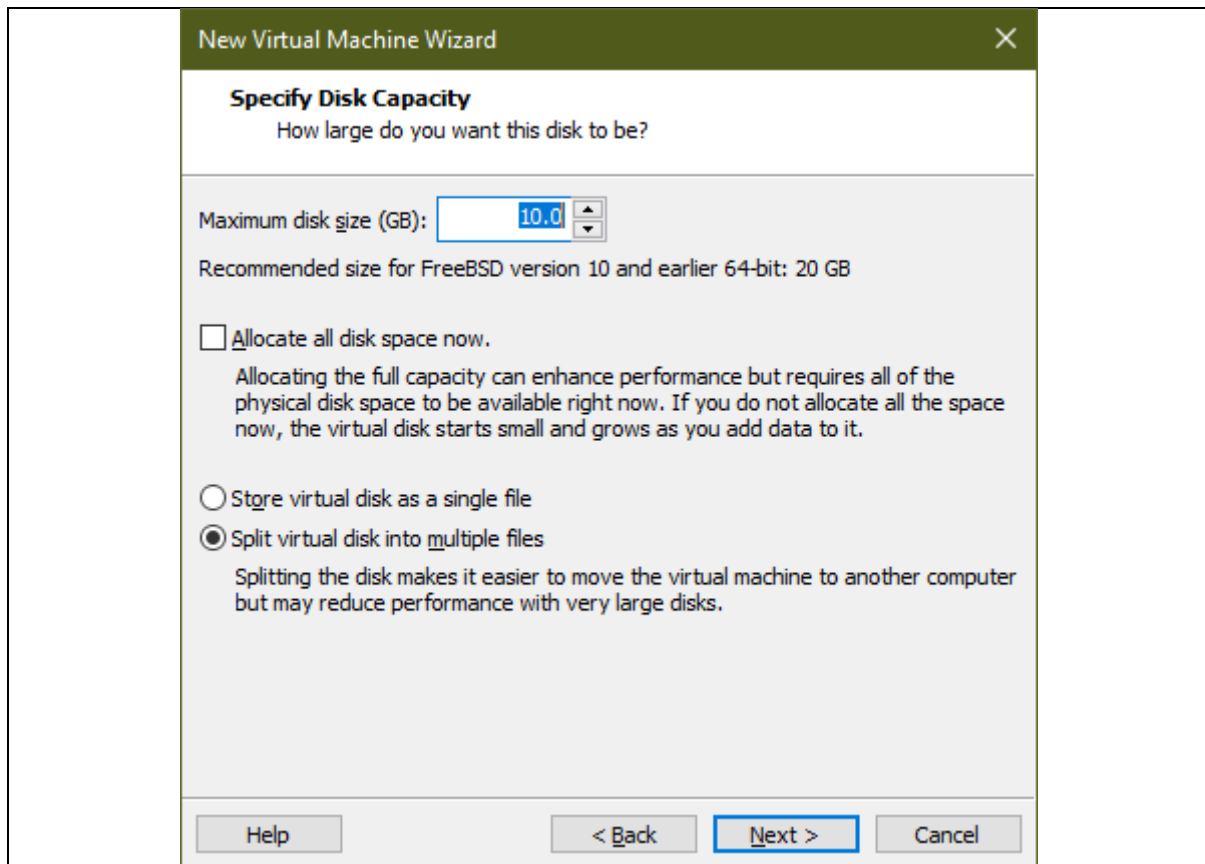 New Virtual Machine Wizard
Specify Disk Capacity
How large do you want this disk to be?
Maximum disk size (GB): 10.0
Recommended size for FreeBSD version 10 and earlier 64-bit: 20 GB
Allocate all disk space now.
Allocating the full capacity can enhance performance but requires all of the
physical disk space to be available right now. If you do not allocate all the space
now, the virtual disk starts small and grows as you add data to it.
Store virtual disk as a single file
Split virtual disk into multiple files
Splitting the disk makes it easier to move the virtual machine to another computer
but may reduce performance with very large disks.
Help < Back Next > Cancel